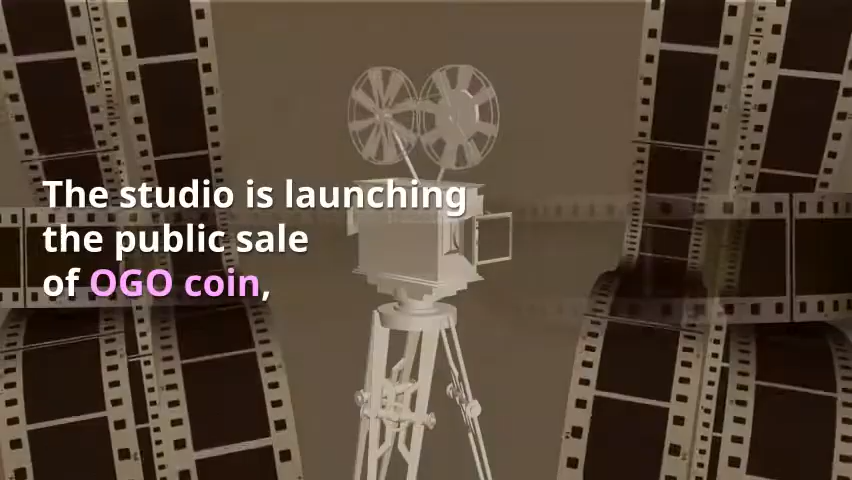 The studio is launching
the public sale
of OGO coin,